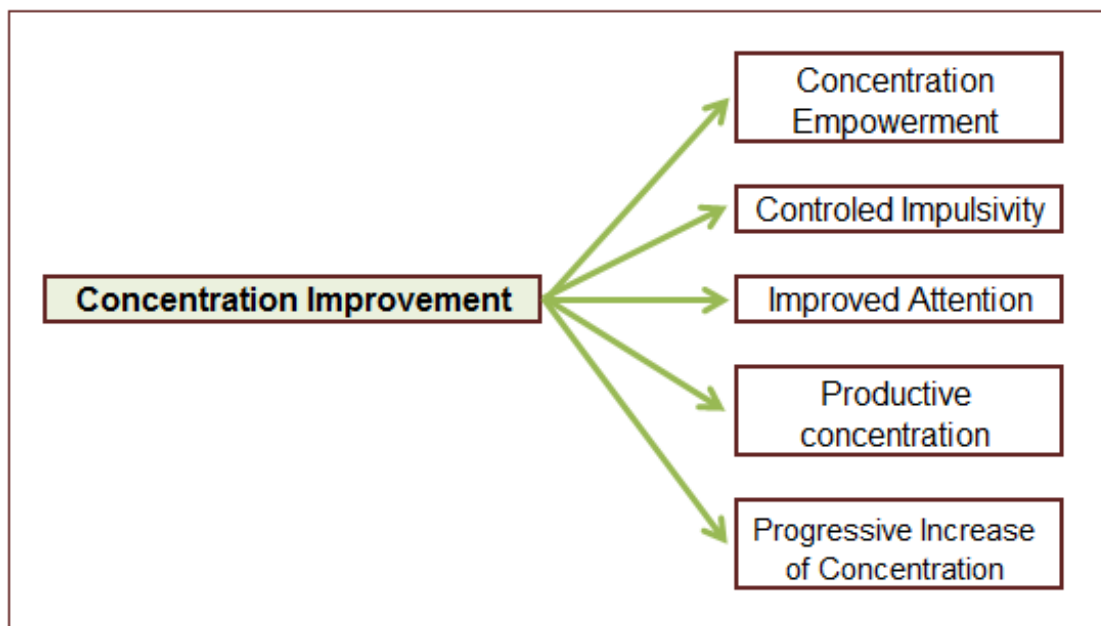 Concentration
Empowerment
Controled Impulsivity
Concentration Improvement
Improved Attention
Productive
concentration
Progressive Increase
of Concentration